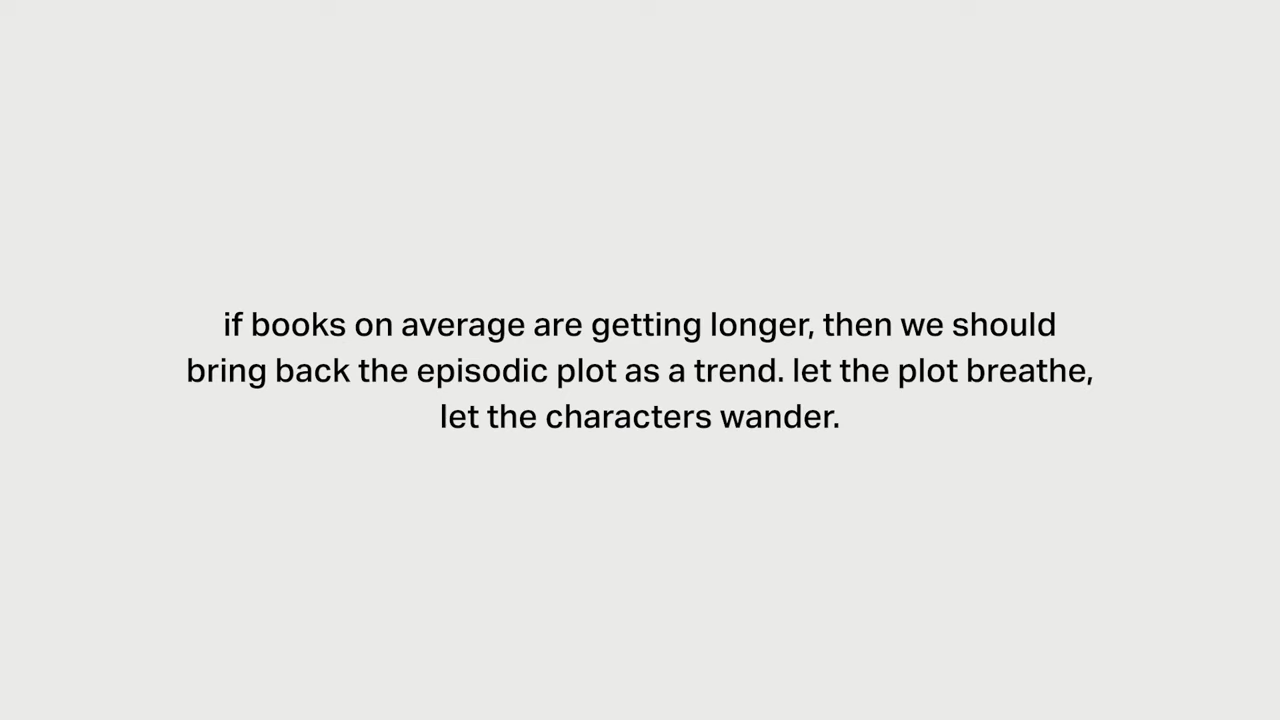 if books on average are getting longer, then we should
bring back the episodic plot as a trend. let the plot breathe,
let the characters wander.